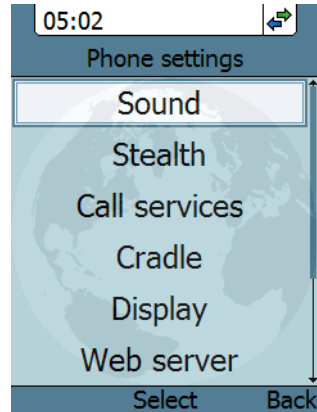 05:02
Phone settings
Sound
Stealth
Call services
Cradle
Display
Web server
Select Back